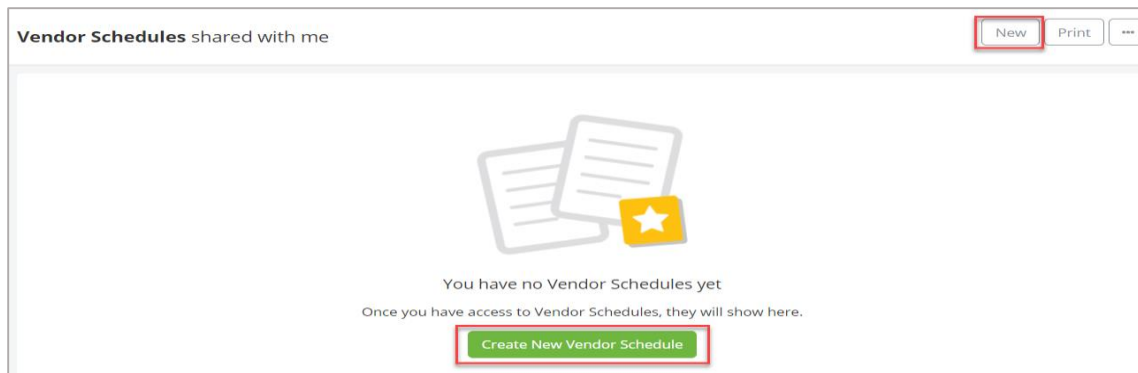 Vendor Schedules shared with me
New
Print
...
You have no Vendor Schedules yet
Once you have access to Vendor Schedules, they will show here.
Create New Vendor Schedule